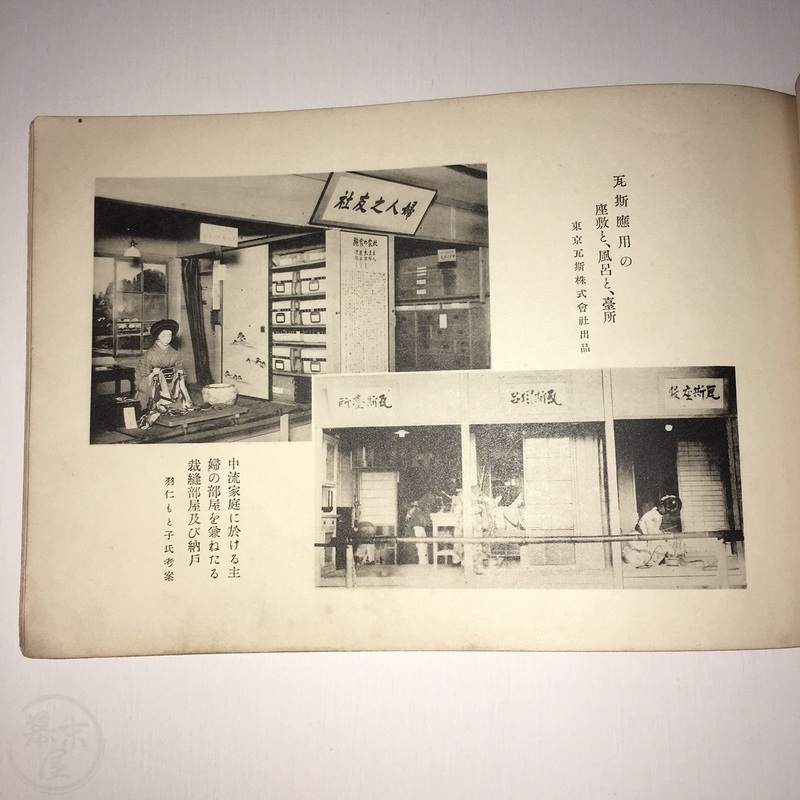 瓦斯應用の
座敷と、風呂と、臺所
東京瓦斯株式會社出品
婦人之友社
瓦斯座敷
瓦斯風呂
瓦斯臺所
中流家庭に於ける主
婦の部屋を兼ねたる
裁縫部屋及び納戸
羽仁もと子氏考案
幕末屋